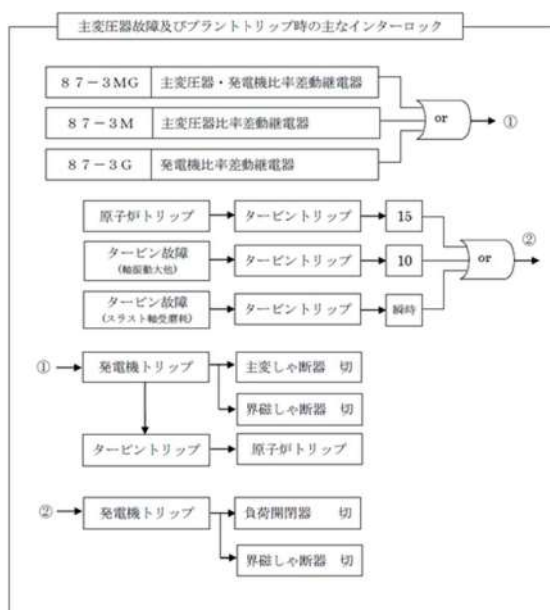 主変圧器故障及びプラントトリップ時の主なインターロック
８７－３MG 主変圧器・発電機比率差動継電器
８７－３M 主変圧器比率差動継電器
８７－３G 発電機比率差動継電器
or
①
原子炉トリップ タービントリップ 15
タービン故障
(軸振動大他)
タービントリップ 10
タービン故障
(スラスト軸受磨耗)
タービントリップ 瞬時
or
②
① 発電機トリップ 主変しゃ断器 切
界磁しゃ断器 切
タービントリップ 原子炉トリップ
② 発電機トリップ 負荷開閉器 切
界磁しゃ断器 切